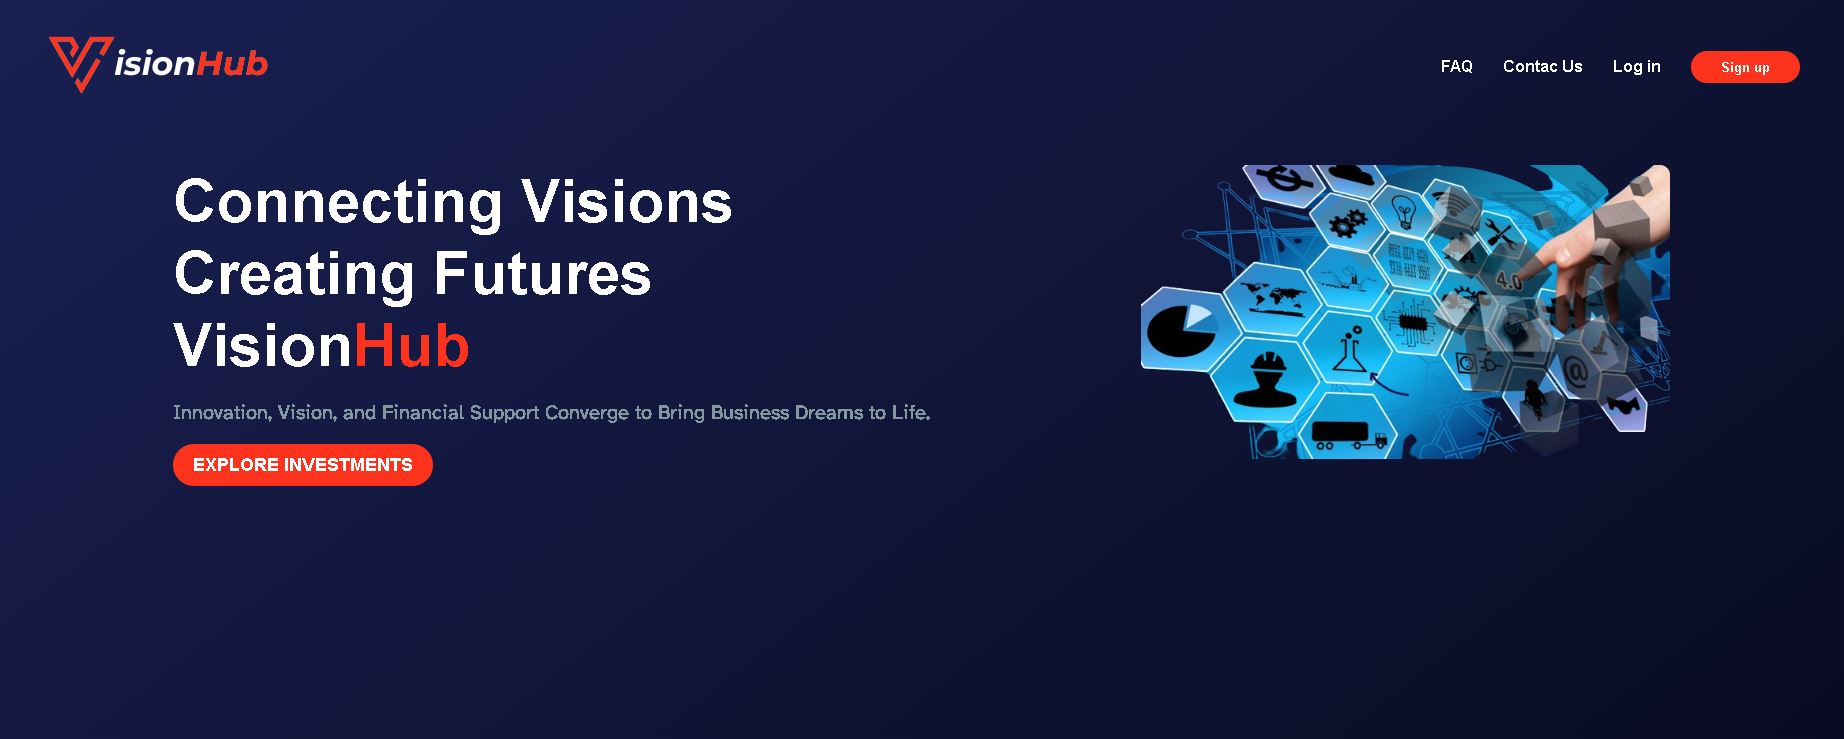 VisionHub
FAQ
Contac Us
Log in
Sign up
Connecting Visions
Creating Futures
VisionHub
Innovation, Vision, and Financial Support Converge to Bring Business Dreams to Life.
EXPLORE INVESTMENTS
4.0
@